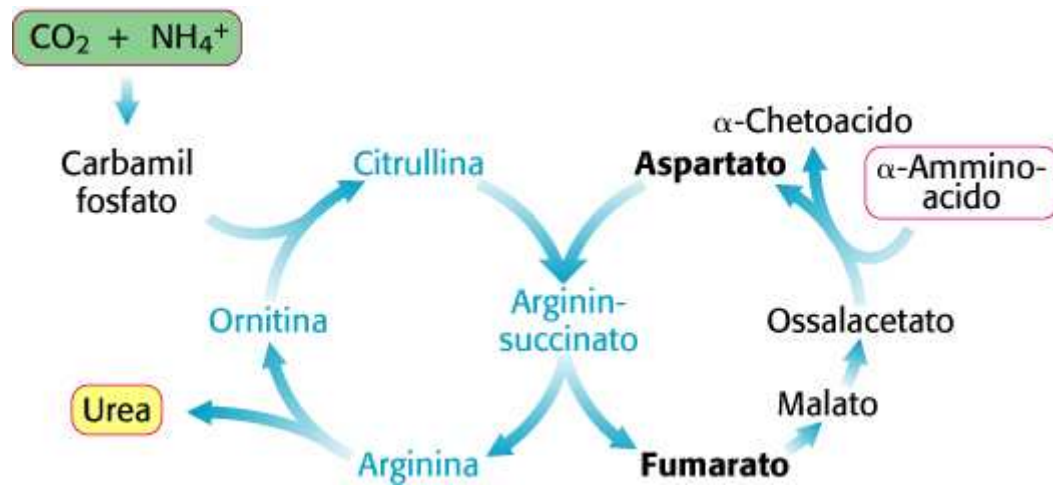 CO₂ + NH₄⁺
Carbamil
fosfato
Citrullina
α-Chetoacido
Aspartato
α-Ammino-
acido
Ornitina
Arginin-
succinato
Ossalacetato
Urea
Malato
Arginina
Fumarato